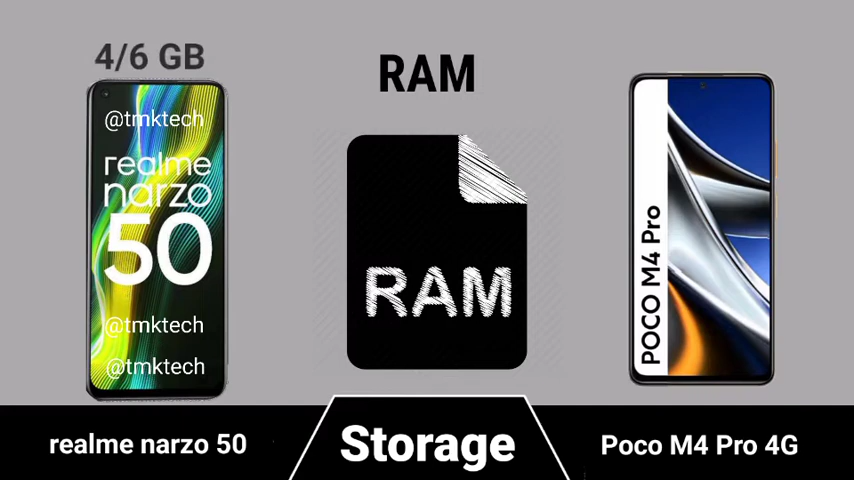 4/6 GB
RAM
@tmktech
realme
narzo
50
@tmktech
@tmktech
RAM
POCO M4 Pro
realme narzo 50
Storage
Poco M4 Pro 4G